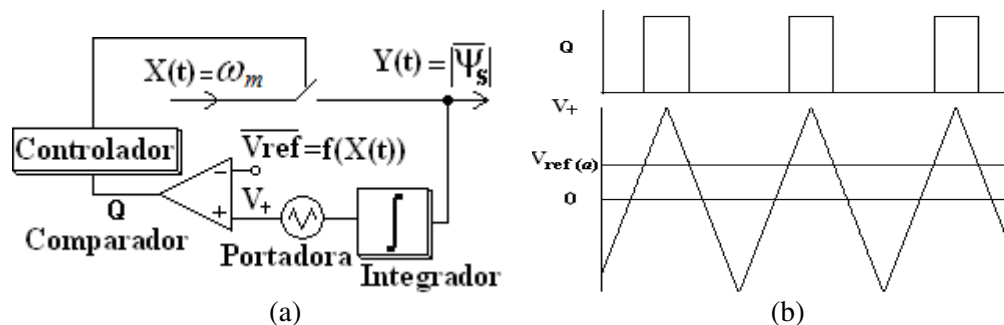 X(t) = ωm
Y(t) = |Ψs|
Controlador
Vref = f(X(t))
−
V+
+
Q
Comparador
Portadora
∫
Integrador
(a)
Q
V+
Vref (a)
0
(b)